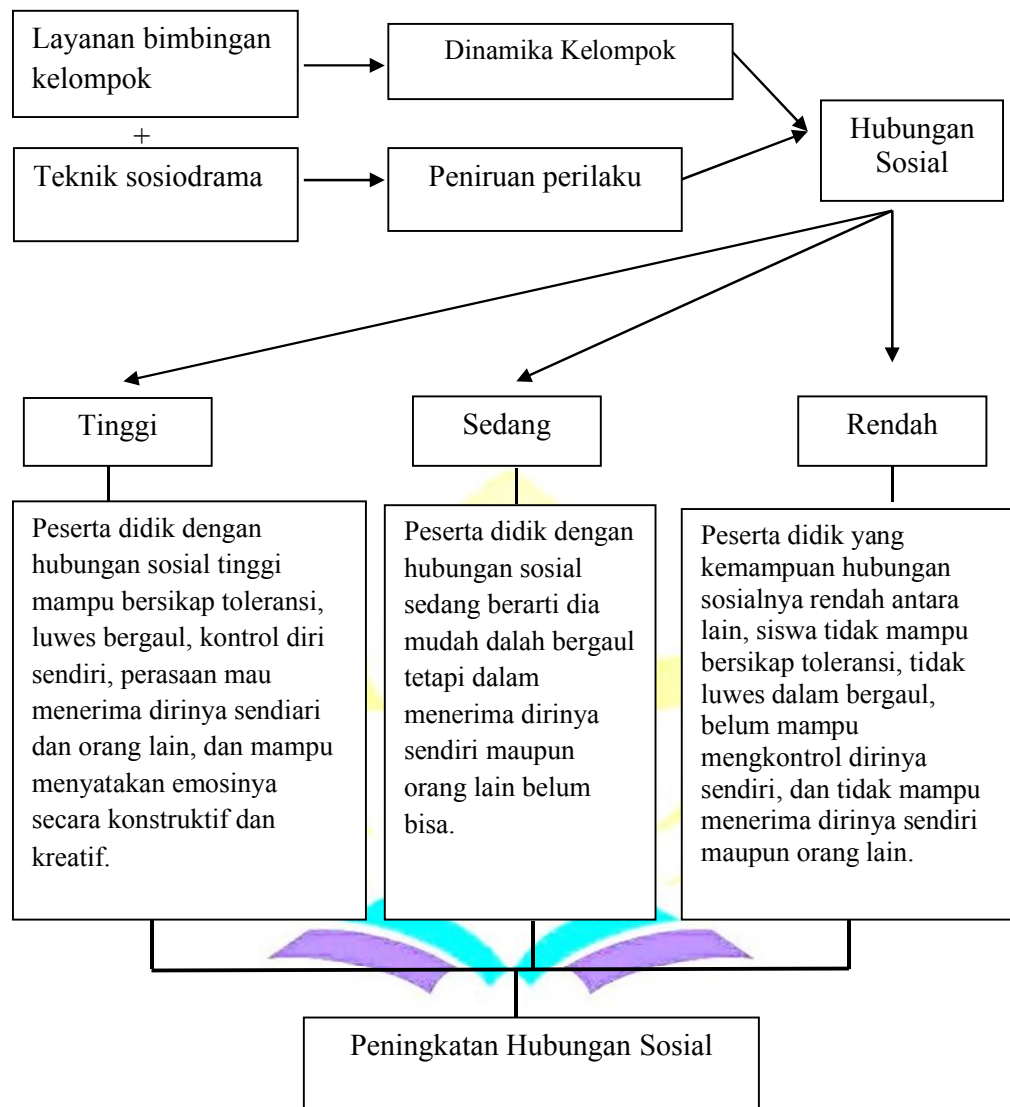 Layanan bimbingan
kelompok
Dinamika Kelompok
+
Teknik sosiodrama
Peniruan perilaku
Hubungan
Sosial
Tinggi
Sedang
Rendah
Peserta didik dengan
hubungan sosial tinggi
mampu bersikap toleransi,
luwes bergaul, kontrol diri
sendiri, perasaan mau
menerima dirinya sendiari
dan orang lain, dan mampu
menyatakan emosinya
secara konstruktif dan
kreatif.
Peserta didik dengan
hubungan sosial
sedang berarti dia
mudah dalah bergaul
tetapi dalam
menerima dirinya
sendiri maupun
orang lain belum
bisa.
Peserta didik yang
kemampuan hubungan
sosialnya rendah antara
lain, siswa tidak mampu
bersikap toleransi, tidak
luwes dalam bergaul,
belum mampu
mengkontrol dirinya
sendiri, dan tidak mampu
menerima dirinya sendiri
maupun orang lain.
Peningkatan Hubungan Sosial